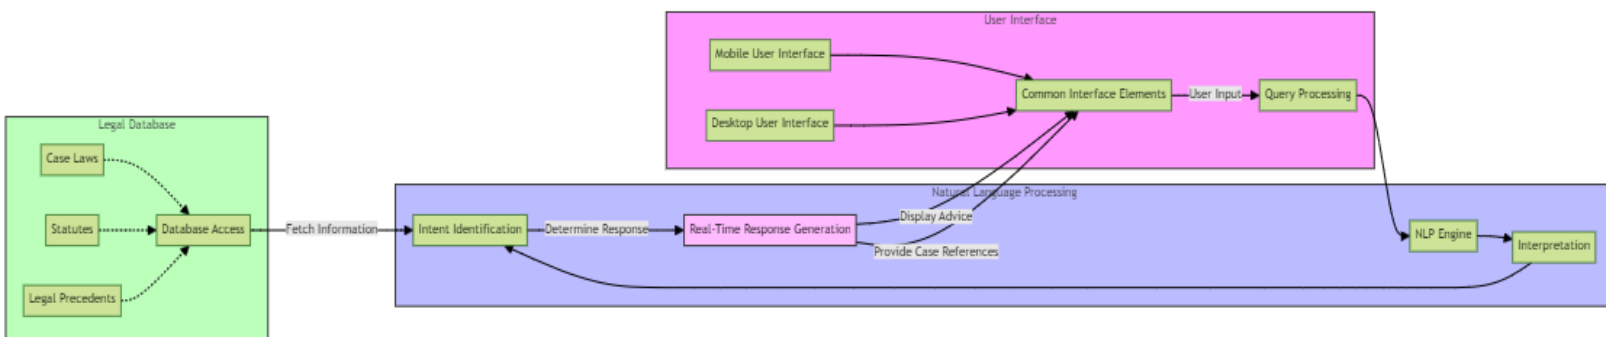 User Interface
Mobile User Interface
Common Interface Elements
User Input
Query Processing
Desktop User Interface
Legal Database
Case Laws
Statutes
Database Access
Legal Precedents
Fetch Information
Natural Language Processing
Intent Identification
Determine Response
Real-Time Response Generation
Display Advice
Provide Case References
NLP Engine
Interpretation